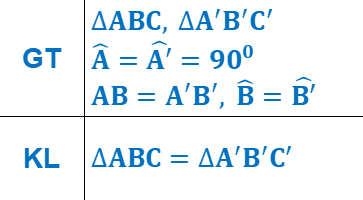 ΔABC, ΔA′B′C′
GT
Â = Â′ = 90⁰
AB = A′B′, B̂ = B̂′
KL
ΔABC = ΔA′B′C′